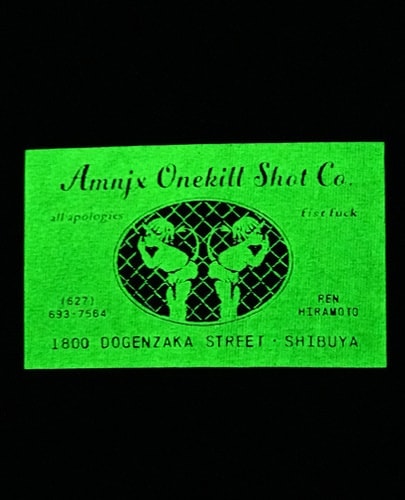 Amnjx Onekill Shot Co.
all apologies
fist fuck
(627)
693-7564
REN
HIRAMOTO
1800 DOGENZAKA STREET · SHIBUYA